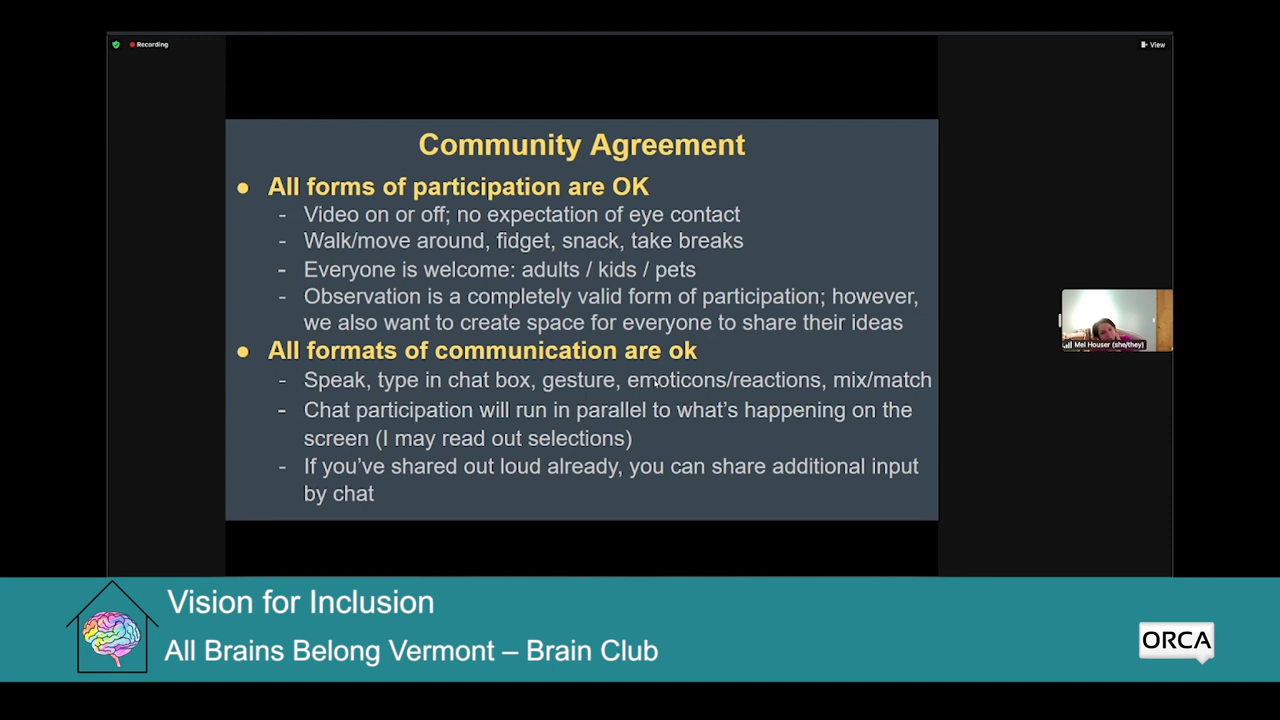 Recording
View
Community Agreement
● All forms of participation are OK
- Video on or off; no expectation of eye contact
- Walk/move around, fidget, snack, take breaks
- Everyone is welcome: adults / kids / pets
- Observation is a completely valid form of participation; however,
we also want to create space for everyone to share their ideas
● All formats of communication are ok
- Speak, type in chat box, gesture, emoticons/reactions, mix/match
- Chat participation will run in parallel to what's happening on the
screen (I may read out selections)
- If you've shared out loud already, you can share additional input
by chat
Mel Houser (she/they)
Vision for Inclusion
All Brains Belong Vermont – Brain Club
ORCA